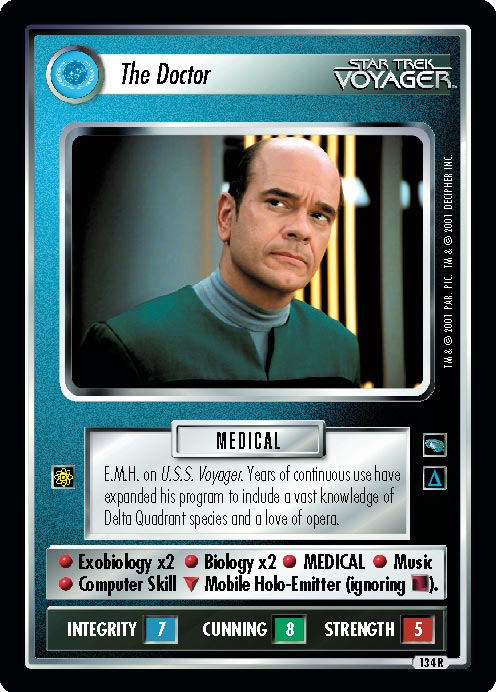 The Doctor
STAR TREK
VOYAGER™
TM & © 2001 PAR. PIC. TM & © 2001 DECIPHER INC.
MEDICAL
E.M.H. on U.S.S. Voyager. Years of continuous use have
expanded his program to include a vast knowledge of
Delta Quadrant species and a love of opera.
Δ
• Exobiology x2 • Biology x2 • MEDICAL • Music
• Computer Skill ▼ Mobile Holo-Emitter (ignoring ).
INTEGRITY 7 CUNNING 8 STRENGTH 5
134 R